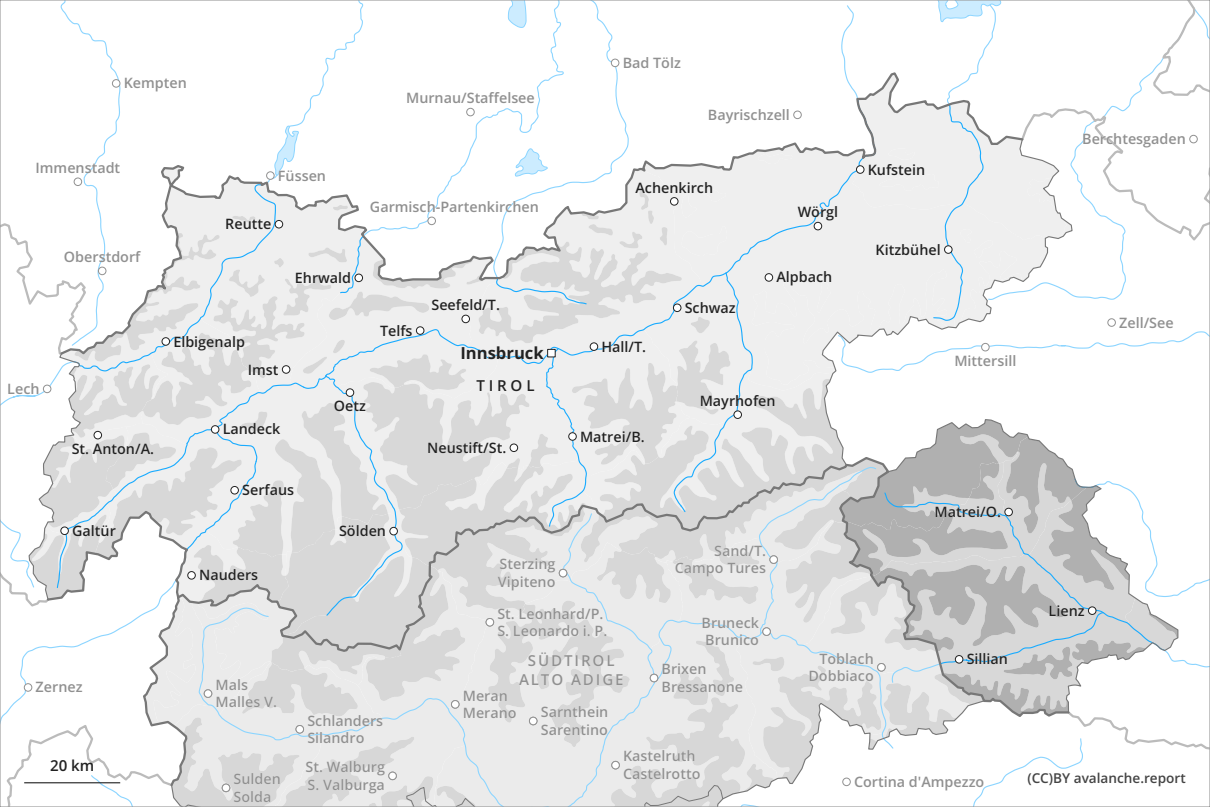 Kempten
Bad Tölz
Murnau/Staffelsee
Bayrischzell
Berchtesgaden
Immenstadt
Füssen
Kufstein
Achenkirch
Garmisch-Partenkirchen
Wörgl
Reutte
Kitzbühel
Oberstdorf
Ehrwald
Alpbach
Seefeld/T.
Schwaz
Zell/See
Telfs
Elbigenalp
Innsbruck
Hall/T.
Mittersill
Imst
TIROL
Lech
Oetz
Mayrhofen
Landeck
Matrei/B.
St. Anton/A.
Neustift/St.
Serfaus
Matrei/O.
Galtür
Sölden
Sand/T.
Campo Tures
Sterzing
Vipiteno
Nauders
Lienz
St. Leonhard/P.
S. Leonardo i. P.
Bruneck
Brunico
SÜDTIROL
ALTO ADIGE
Toblach
Dobbiaco
Sillian
Brixen
Bressanone
Zernez
Mals
Malles V.
Meran
Merano
Sarnthein
Sarentino
Schlanders
Silandro
Kastelruth
Castelrotto
St. Walburg
S. Valburga
20 km
Sulden
Solda
Cortina d'Ampezzo
(CC)BY avalanche.report